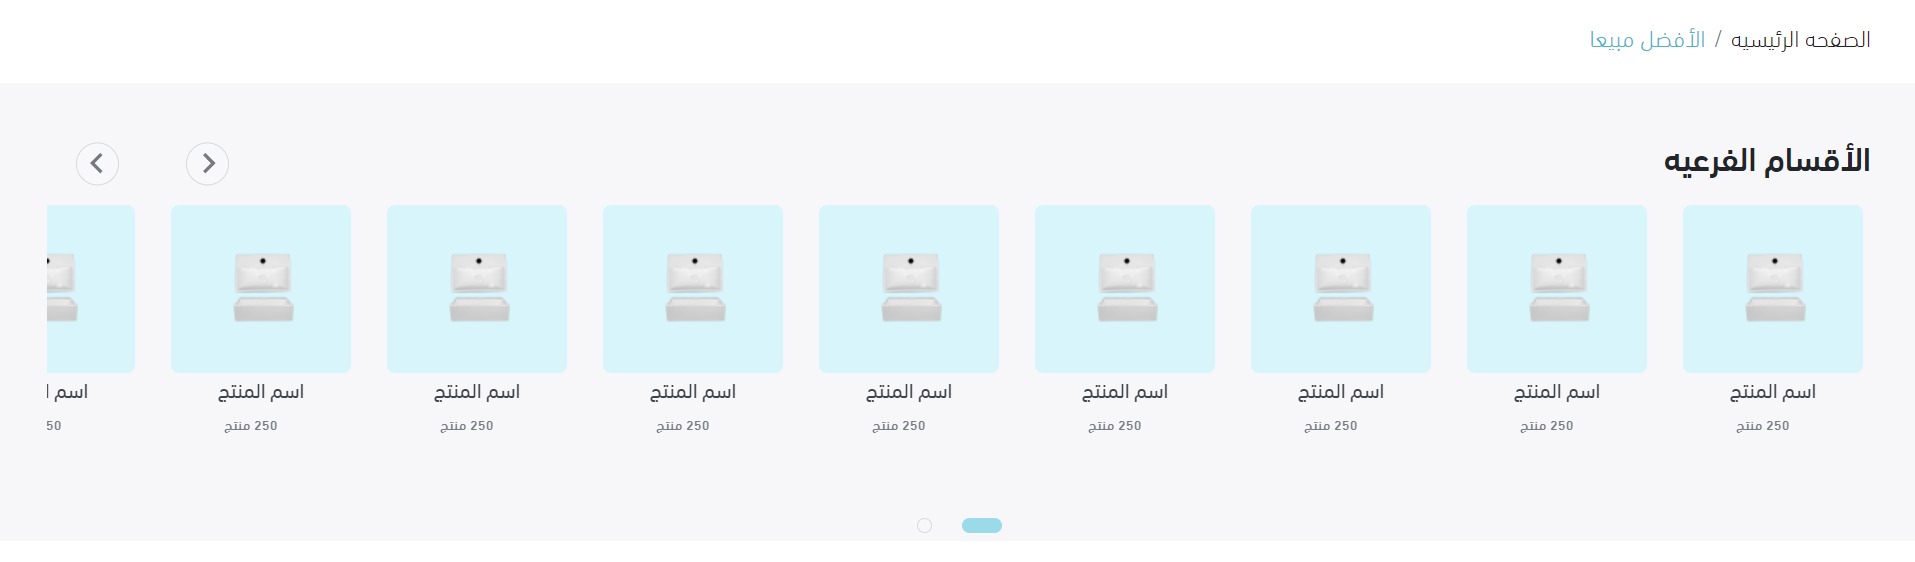 الصفحه الرئيسيه / الأفضل مبيعا
الأقسام الفرعيه
اسم المنتج اسم المنتج اسم المنتج اسم المنتج اسم المنتج اسم المنتج اسم المنتج اسم المنتج اسم ا
250 منتج 250 منتج 250 منتج 250 منتج 250 منتج 250 منتج 250 منتج 250 منتج 50